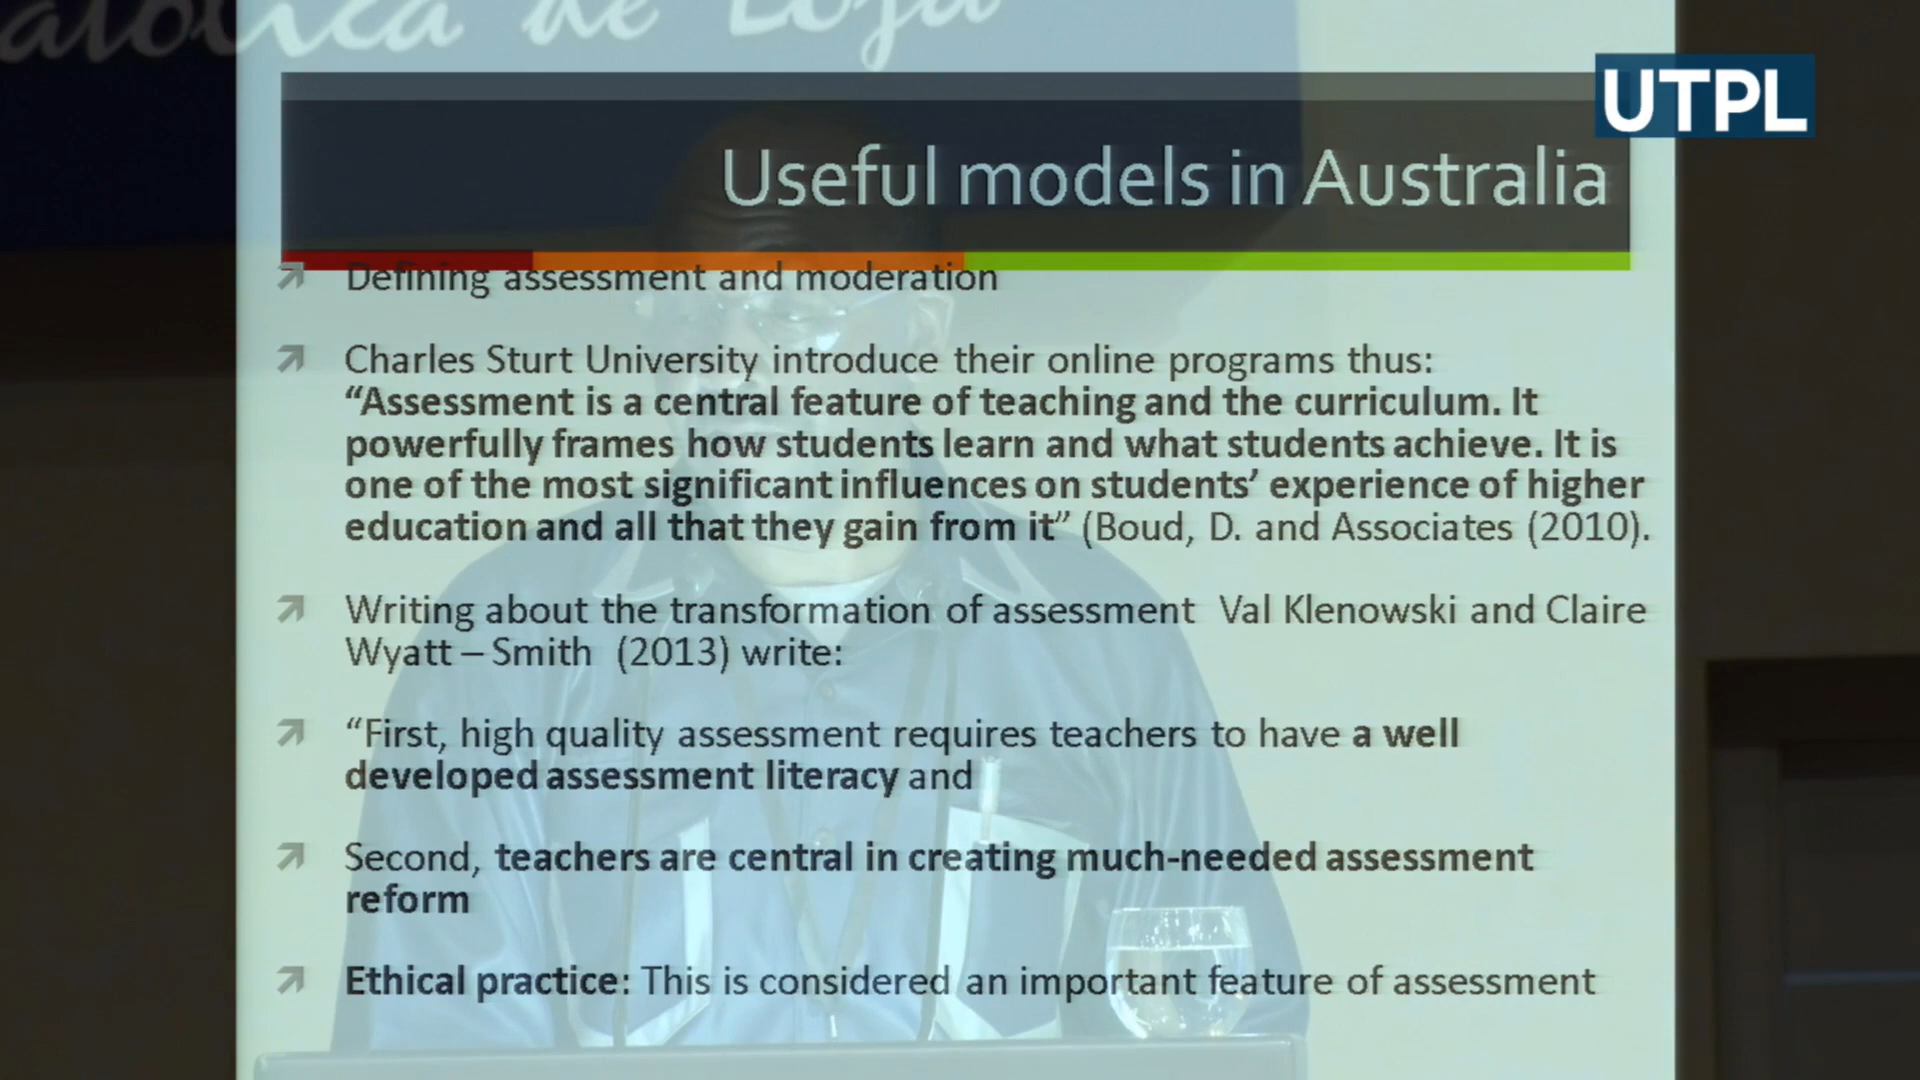 atolica de Loja
UTPL
Useful models in Australia
Defining assessment and moderation
Charles Sturt University introduce their online programs thus:
“Assessment is a central feature of teaching and the curriculum. It
powerfully frames how students learn and what students achieve. It is
one of the most significant influences on students’ experience of higher
education and all that they gain from it” (Boud, D. and Associates (2010).
Writing about the transformation of assessment Val Klenowski and Claire
Wyatt – Smith (2013) write:
“First, high quality assessment requires teachers to have a well
developed assessment literacy and
Second, teachers are central in creating much-needed assessment
reform
Ethical practice: This is considered an important feature of assessment